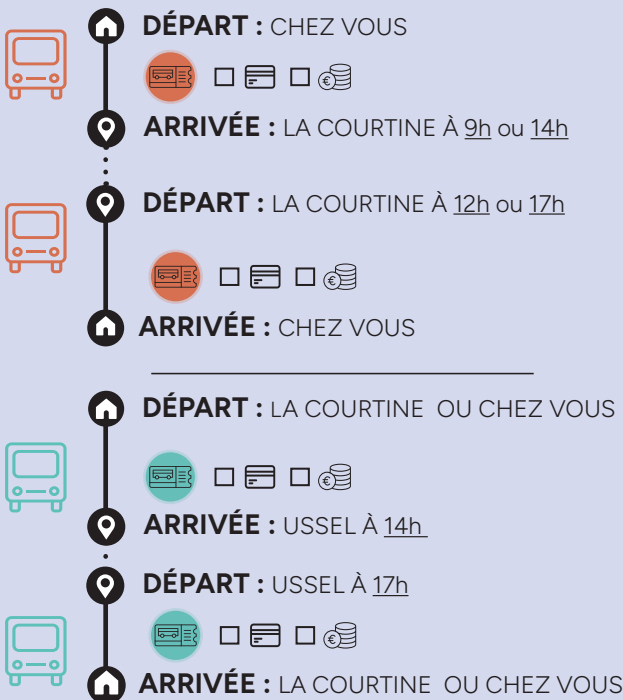 DÉPART : CHEZ VOUS
€
ARRIVÉE : LA COURTINE À 9h ou 14h
DÉPART : LA COURTINE À 12h ou 17h
€
ARRIVÉE : CHEZ VOUS
DÉPART : LA COURTINE OU CHEZ VOUS
€
ARRIVÉE : USSEL À 14h
DÉPART : USSEL À 17h
€
ARRIVÉE : LA COURTINE OU CHEZ VOUS